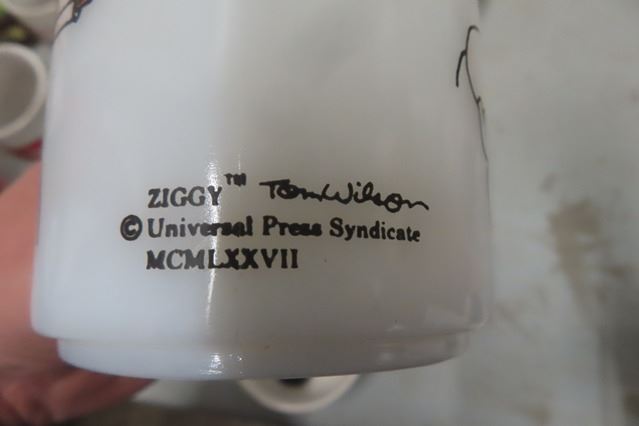 ZIGGY™ Tom Wilson
© Universal Press Syndicate
MCMLXXVII